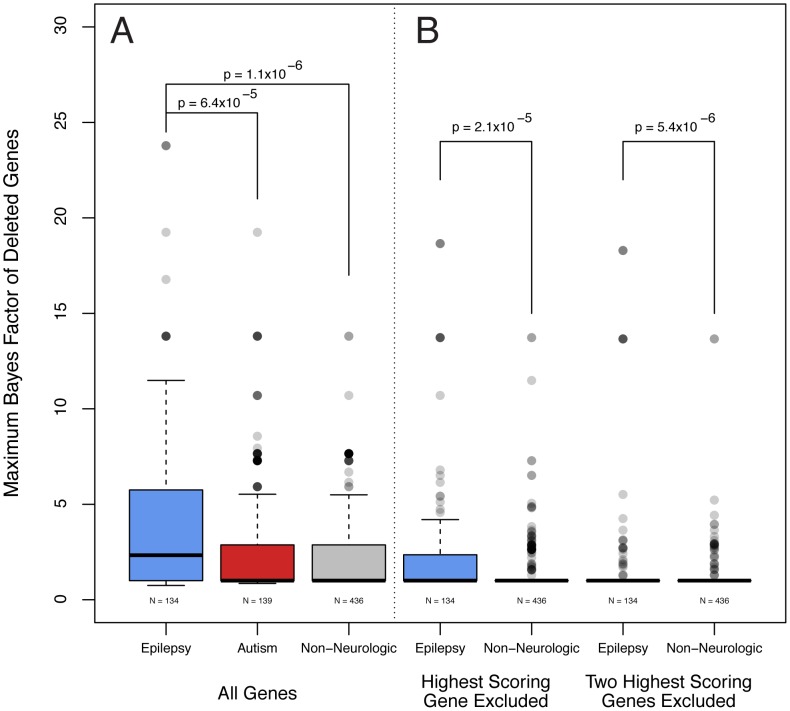 A
B
Maximum Bayes Factor of Deleted Genes
30
25
20
15
10
5
0
p = 1.1x10^−6
p = 6.4x10^−5
p = 2.1x10^−5
p = 5.4x10^−6
N = 134
N = 139
N = 436
N = 134
N = 436
N = 134
N = 436
Epilepsy
Autism
Non−Neurologic
Epilepsy
Non−Neurologic
Epilepsy
Non−Neurologic
All Genes
Highest Scoring
Gene Excluded
Two Highest Scoring
Genes Excluded